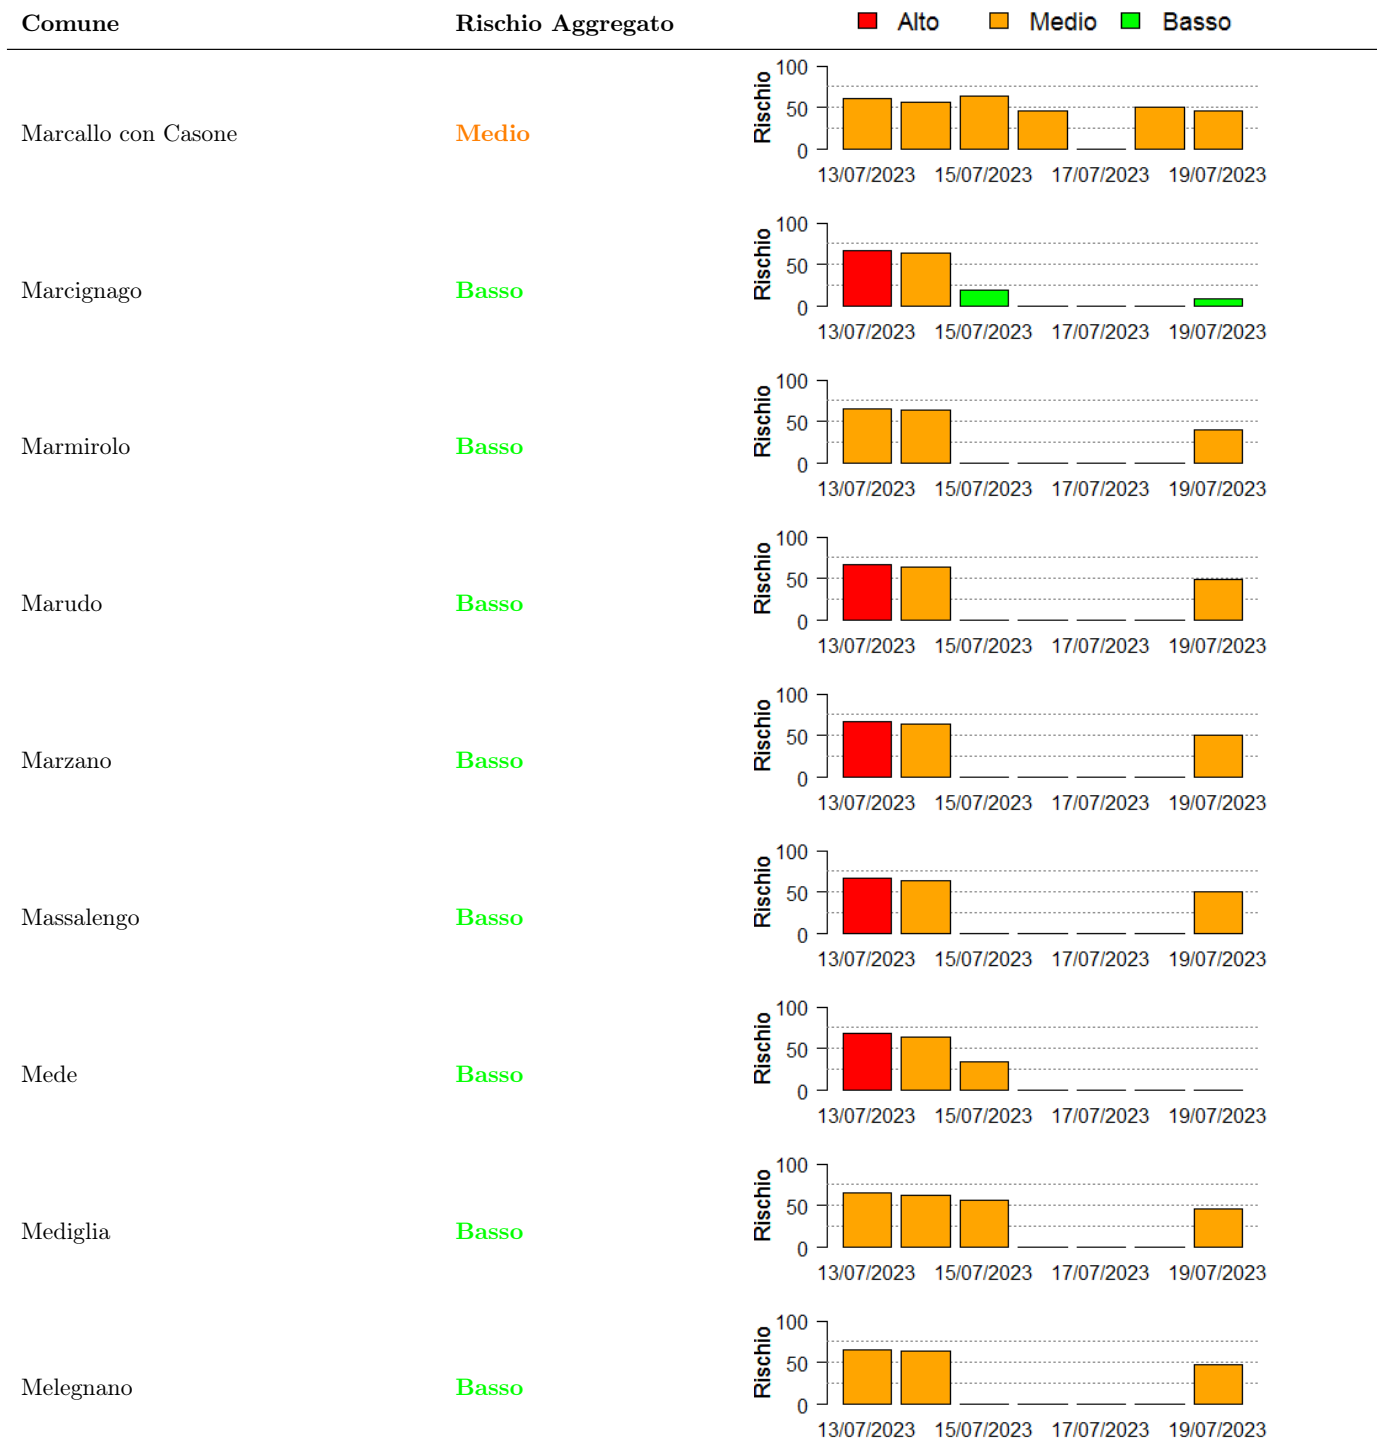 Comune Rischio Aggregato Alto Medio Basso
100
50
0
Rischio
Marcallo con Casone Medio
13/07/2023 15/07/2023 17/07/2023 19/07/2023
100
50
0
Rischio
Marcignago Basso
13/07/2023 15/07/2023 17/07/2023 19/07/2023
100
50
0
Rischio
Marmirolo Basso
13/07/2023 15/07/2023 17/07/2023 19/07/2023
100
50
0
Rischio
Marudo Basso
13/07/2023 15/07/2023 17/07/2023 19/07/2023
100
50
0
Rischio
Marzano Basso
13/07/2023 15/07/2023 17/07/2023 19/07/2023
100
50
0
Rischio
Massalengo Basso
13/07/2023 15/07/2023 17/07/2023 19/07/2023
100
50
0
Rischio
Mede Basso
13/07/2023 15/07/2023 17/07/2023 19/07/2023
100
50
0
Rischio
Mediglia Basso
13/07/2023 15/07/2023 17/07/2023 19/07/2023
100
50
0
Rischio
Melegnano Basso
13/07/2023 15/07/2023 17/07/2023 19/07/2023